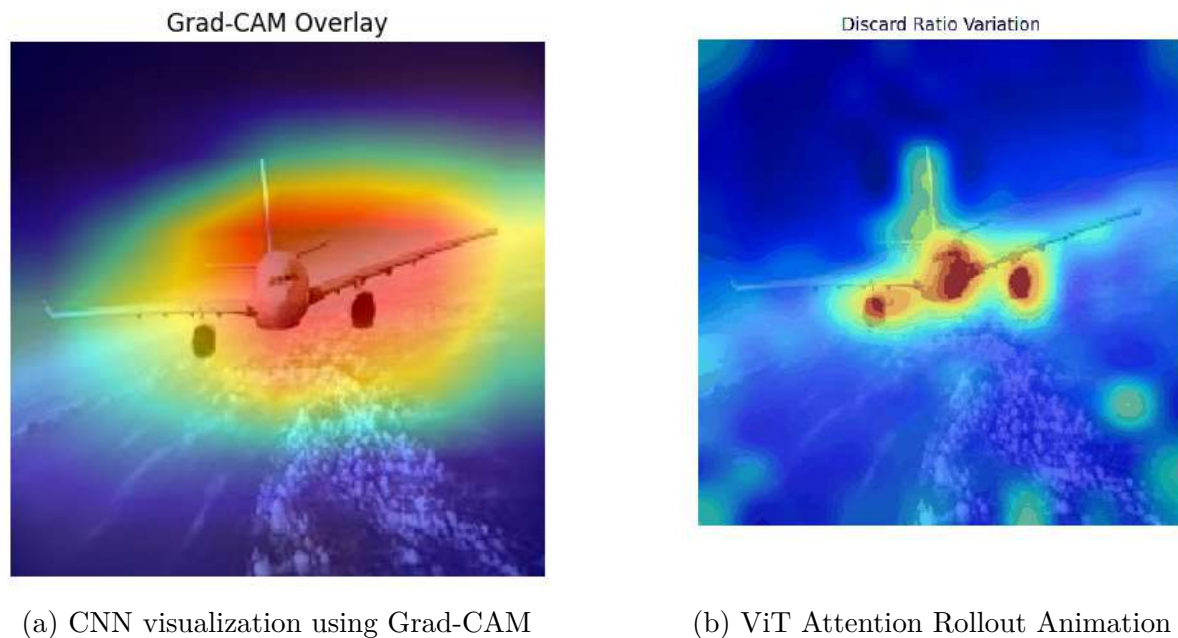 Grad-CAM Overlay
Discard Ratio Variation
(a) CNN visualization using Grad-CAM
(b) ViT Attention Rollout Animation